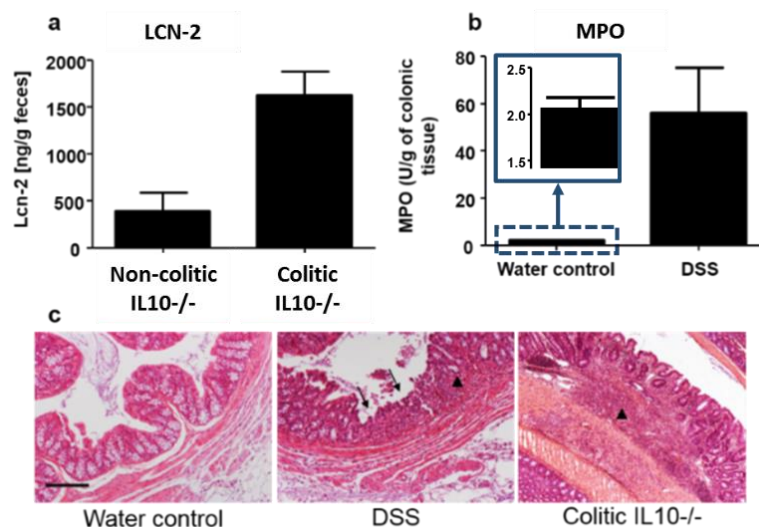 a
LCN-2
Lcn-2 [ng/g feces]
2000
1500
1000
500
0
Non-colitic
IL10-/-
Colitic
IL10-/-
b
MPO
MPO (U/g of colonic
tissue)
80
60
40
20
0
2.5
2.0
1.5
Water control
DSS
c
Water control
DSS
Colitic IL10-/-